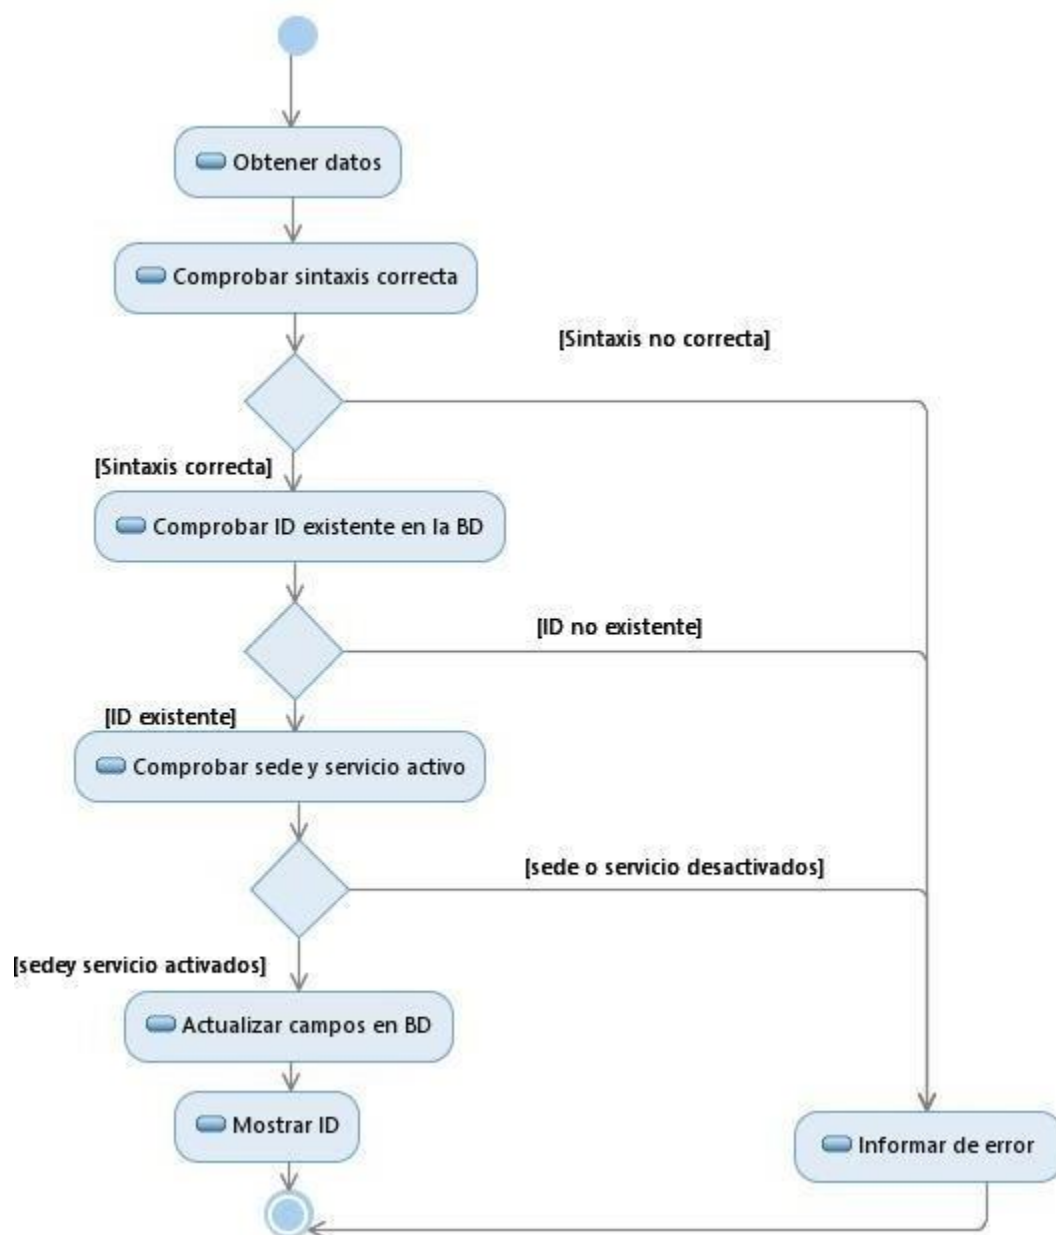 Obtener datos
Comprobar sintaxis correcta
[Sintaxis no correcta]
[Sintaxis correcta]
Comprobar ID existente en la BD
[ID no existente]
[ID existente]
Comprobar sede y servicio activo
[sede o servicio desactivados]
[sedey servicio activados]
Actualizar campos en BD
Mostrar ID
Informar de error